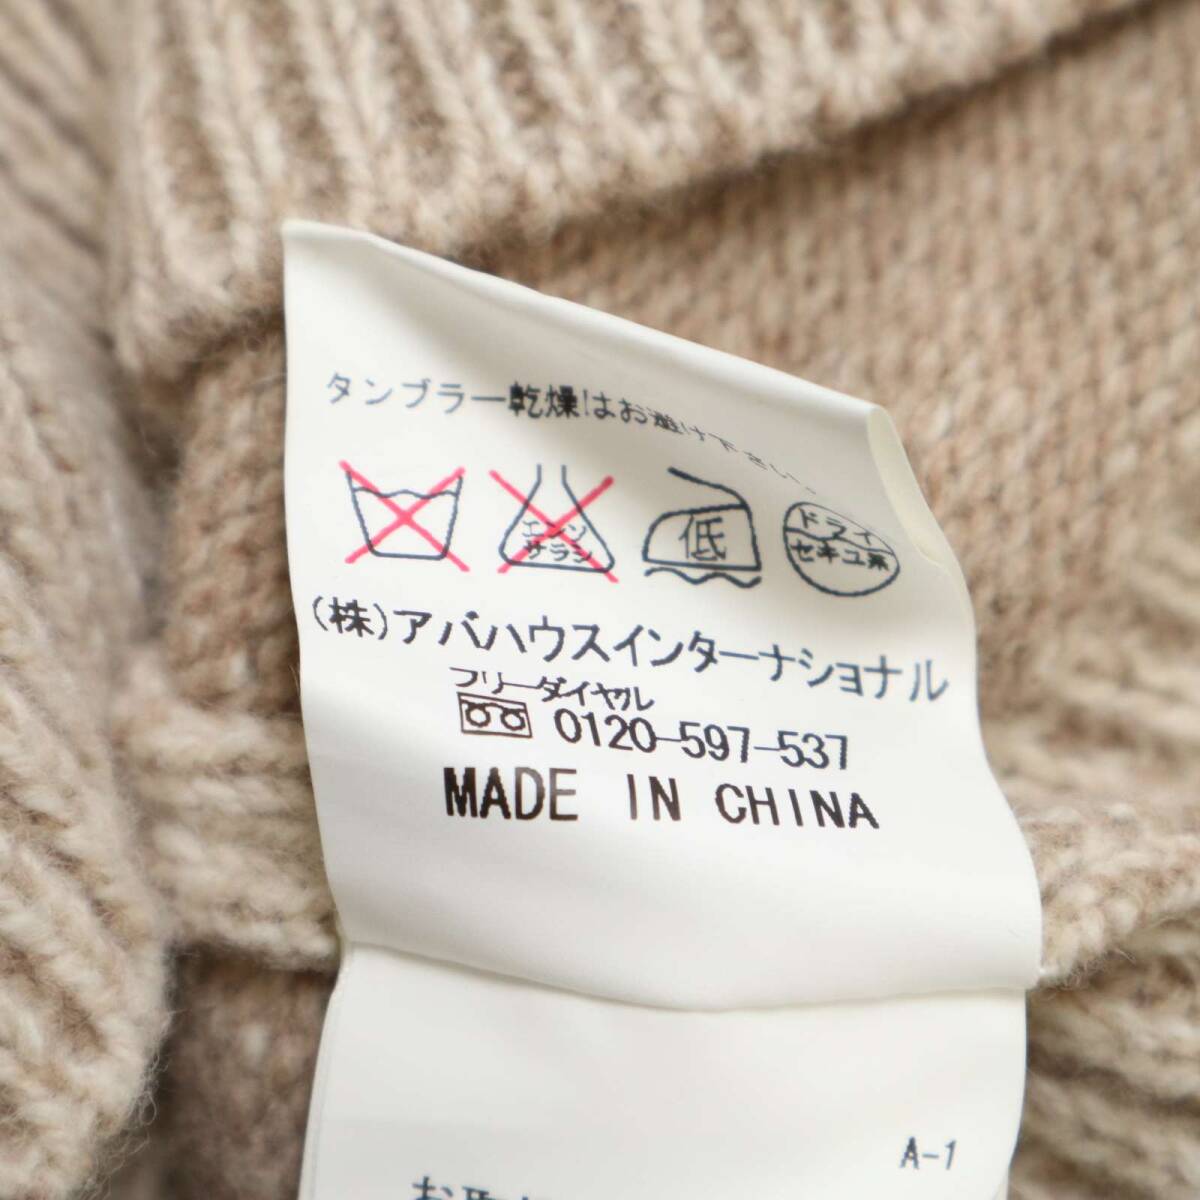 タンブラー乾燥はお避け下さい
エンソ
サラシ
低
ドライ
セキユ系
(株)アバハウスインターナショナル
フリーダイヤル
0120-597-537
MADE IN CHINA
A-1
お取